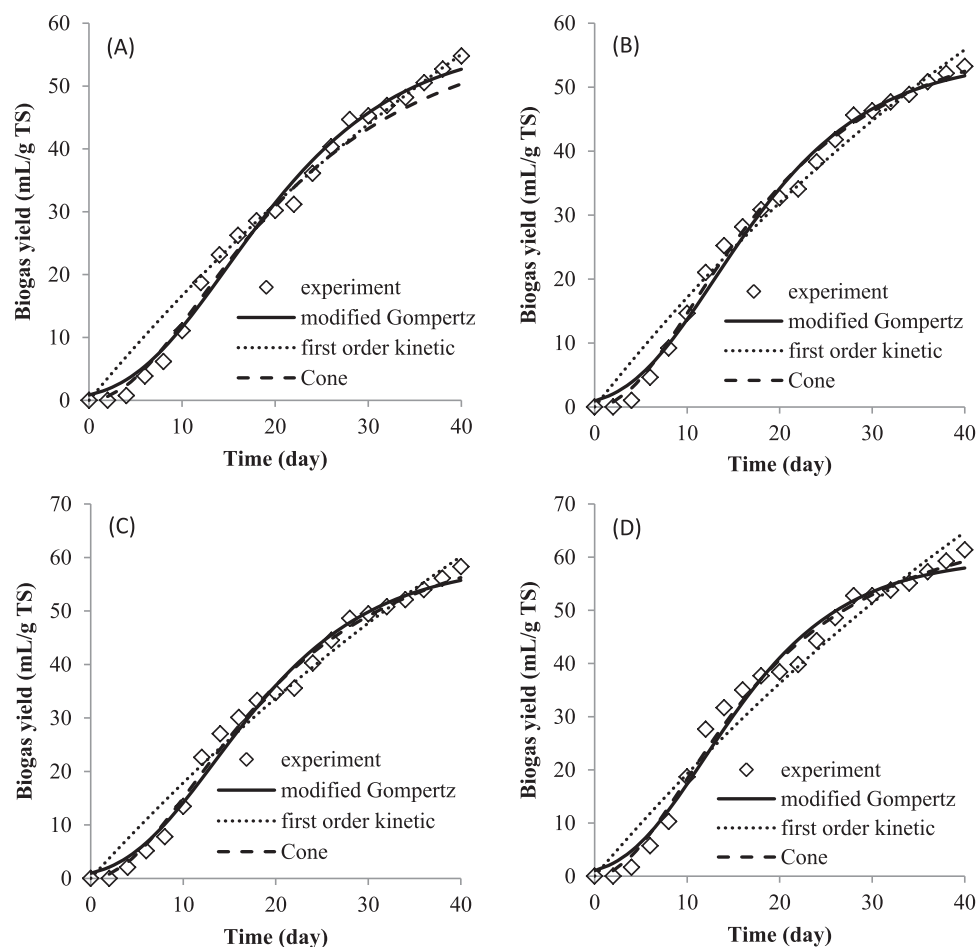 (A)
Biogas yield (mL/g TS)
60
50
40
30
20
10
0
experiment
modified Gompertz
first order kinetic
Cone
0 10 20 30 40
Time (day)
(B)
Biogas yield (mL/g TS)
60
50
40
30
20
10
0
experiment
modified Gompertz
first order kinetic
Cone
0 10 20 30 40
Time (day)
(C)
Biogas yield (mL/g TS)
70
60
50
40
30
20
10
0
experiment
modified Gompertz
first order kinetic
Cone
0 10 20 30 40
Time (day)
(D)
Biogas yield (mL/g TS)
70
60
50
40
30
20
10
0
experiment
modified Gompertz
first order kinetic
Cone
0 10 20 30 40
Time (day)